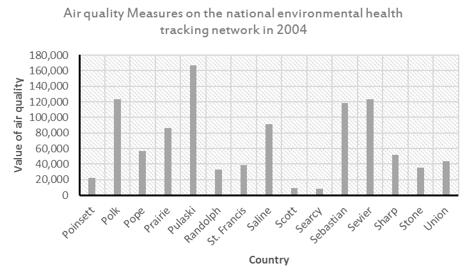 Air quality Measures on the national environmental health
tracking network in 2004
180,000
160,000
140,000
120,000
100,000
80,000
60,000
40,000
20,000
0
Value of air quality
Poinsett
Polk
Pope
Prairie
Pulaski
Randolph
St. Francis
Saline
Scott
Searcy
Sebastian
Sevier
Sharp
Stone
Union
Country